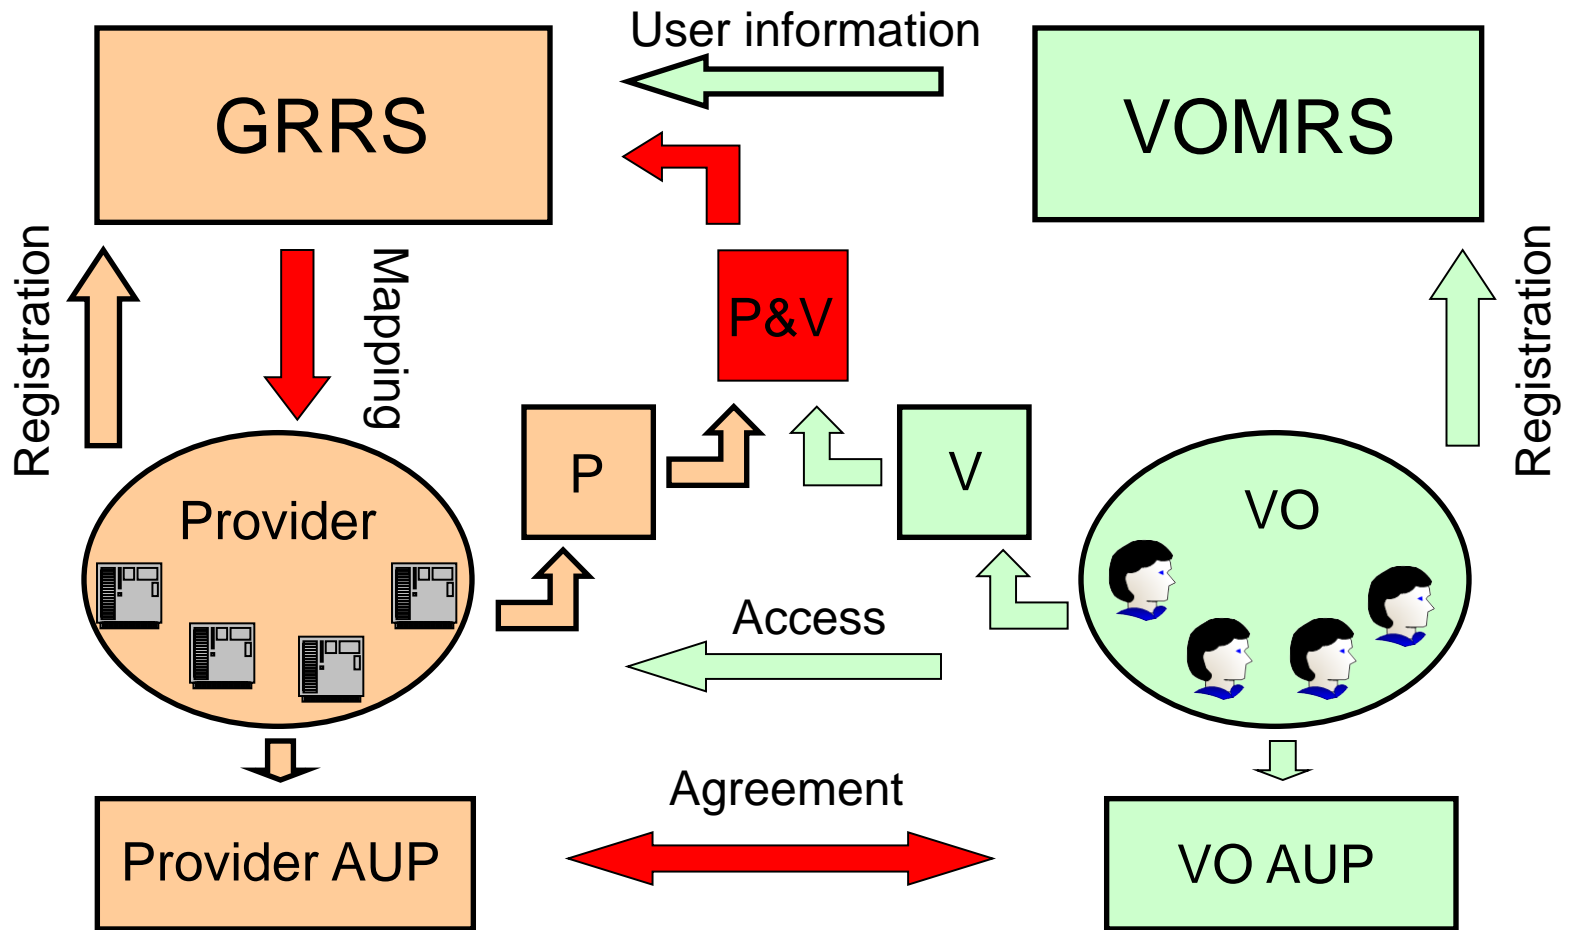 User information
GRRS
VOMRS
Registration
Mapping
P&V
Registration
P
V
Provider
VO
Access
Agreement
Provider AUP
VO AUP